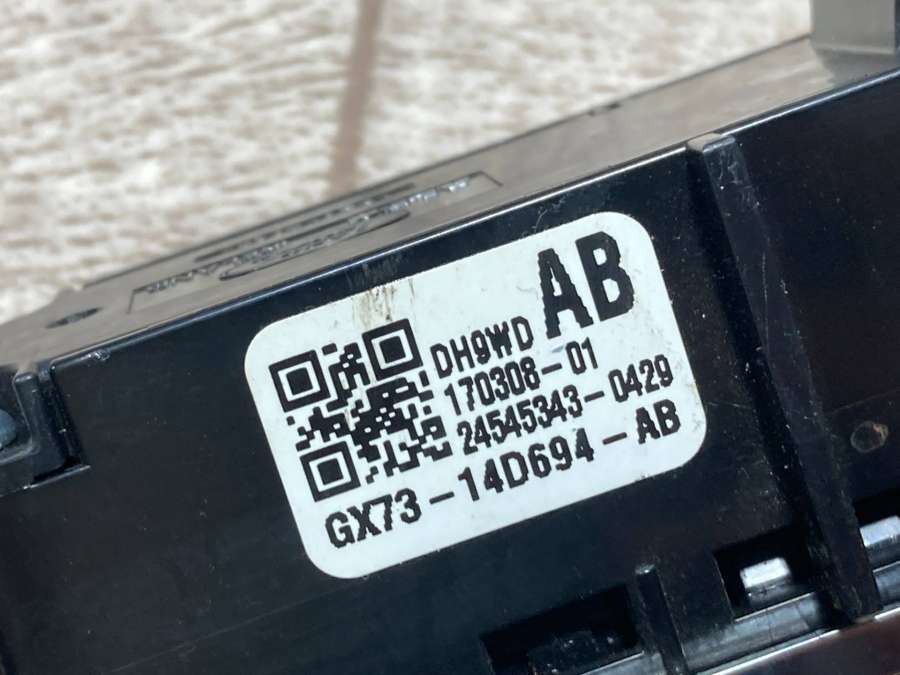 AB
DH9WD
170308-01
24545343-0429
GX73-14D694-AB